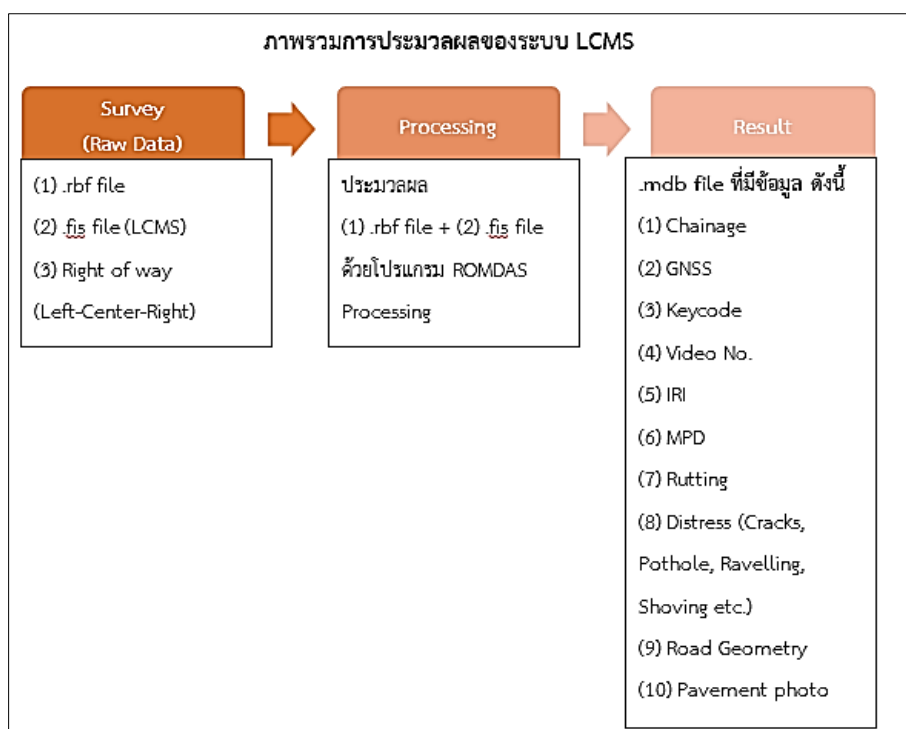 ภาพรวมการประมวลผลของระบบ LCMS
Survey
(Raw Data)
(1) .rbf file
(2) .fis file (LCMS)
(3) Right of way
(Left-Center-Right)
Processing
ประมวลผล
(1) .rbf file + (2) .fis file
ด้วยโปรแกรม ROMDAS
Processing
Result
.mdb file ที่มีข้อมูล ดังนี้
(1) Chainage
(2) GNSS
(3) Keycode
(4) Video No.
(5) IRI
(6) MPD
(7) Rutting
(8) Distress (Cracks,
Pothole, Ravelling,
Shoving etc.)
(9) Road Geometry
(10) Pavement photo